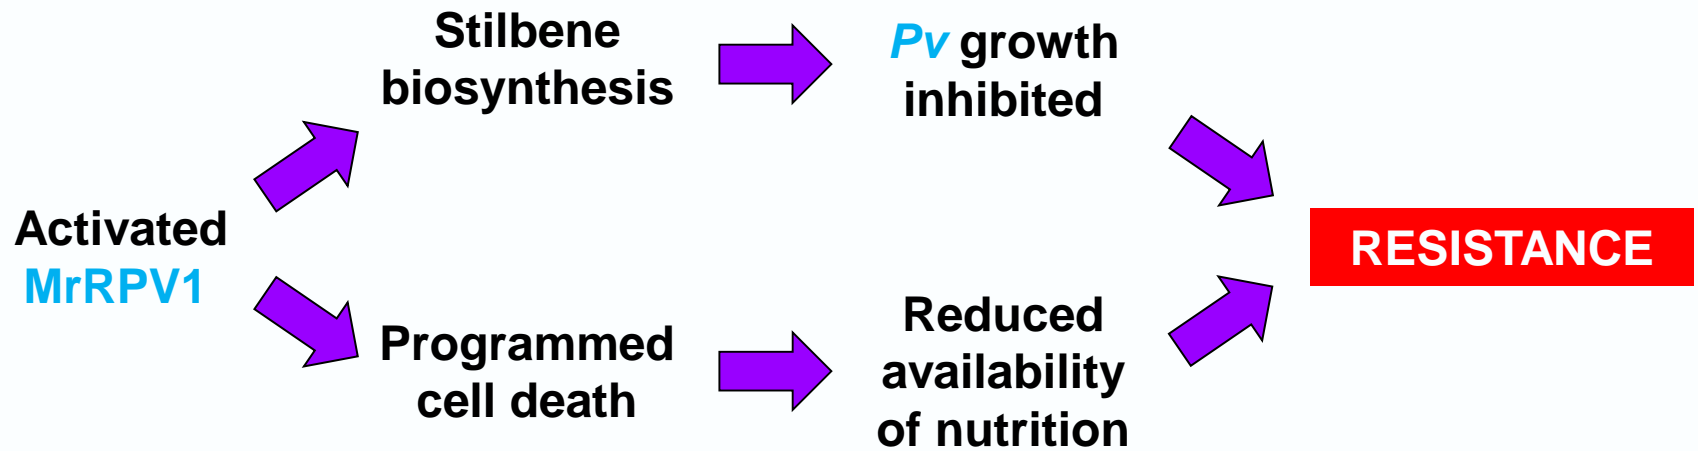 Stilbene
biosynthesis
Pv growth
inhibited
Activated
MrRPV1
RESISTANCE
Programmed
cell death
Reduced
availability
of nutrition